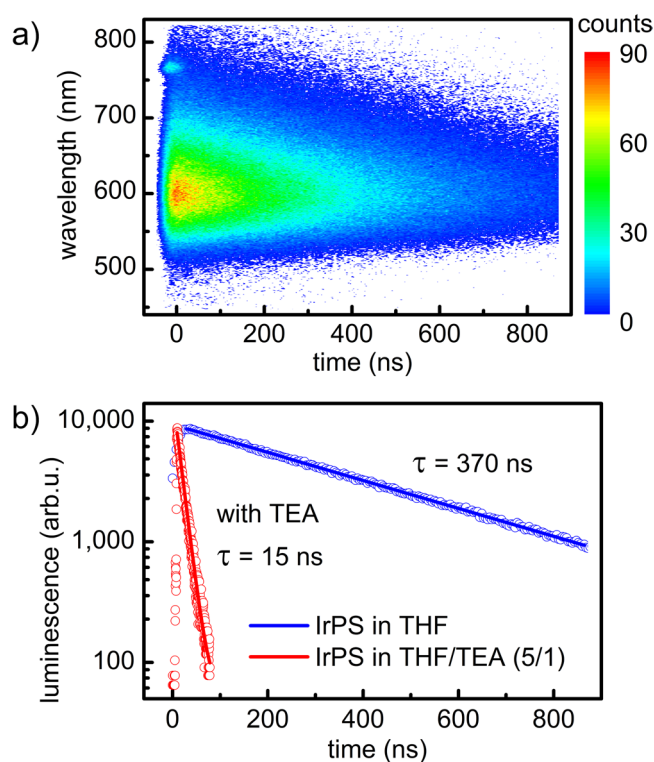 a)
counts
90
60
30
0
800
700
600
500
wavelength (nm)
0 200 400 600 800
time (ns)
b)
10,000
1,000
100
luminescence (arb.u.)
τ = 370 ns
with TEA
τ = 15 ns
IrPS in THF
IrPS in THF/TEA (5/1)
0 200 400 600 800
time (ns)